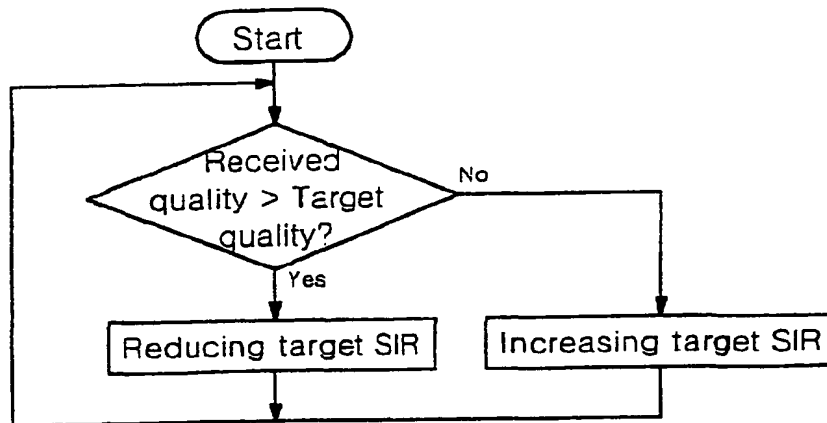 Start
Received
quality > Target
quality?
No
Yes
Reducing target SIR
Increasing target SIR